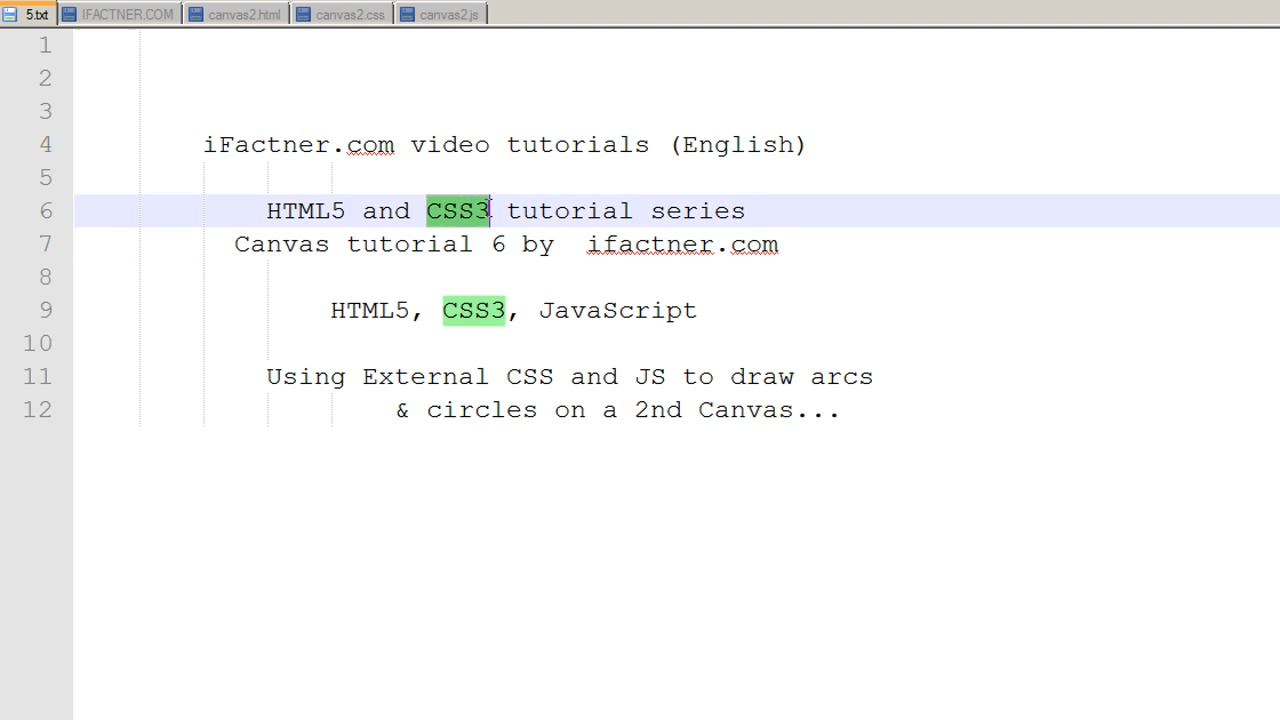 5.txt IFACTNER.COM canvas2.html canvas2.css canvas2.js
1
2
3
4 iFactner.com video tutorials (English)
5
6 HTML5 and CSS3 tutorial series
7 Canvas tutorial 6 by ifactner.com
8
9 HTML5, CSS3, JavaScript
10
11 Using External CSS and JS to draw arcs
12 & circles on a 2nd Canvas...